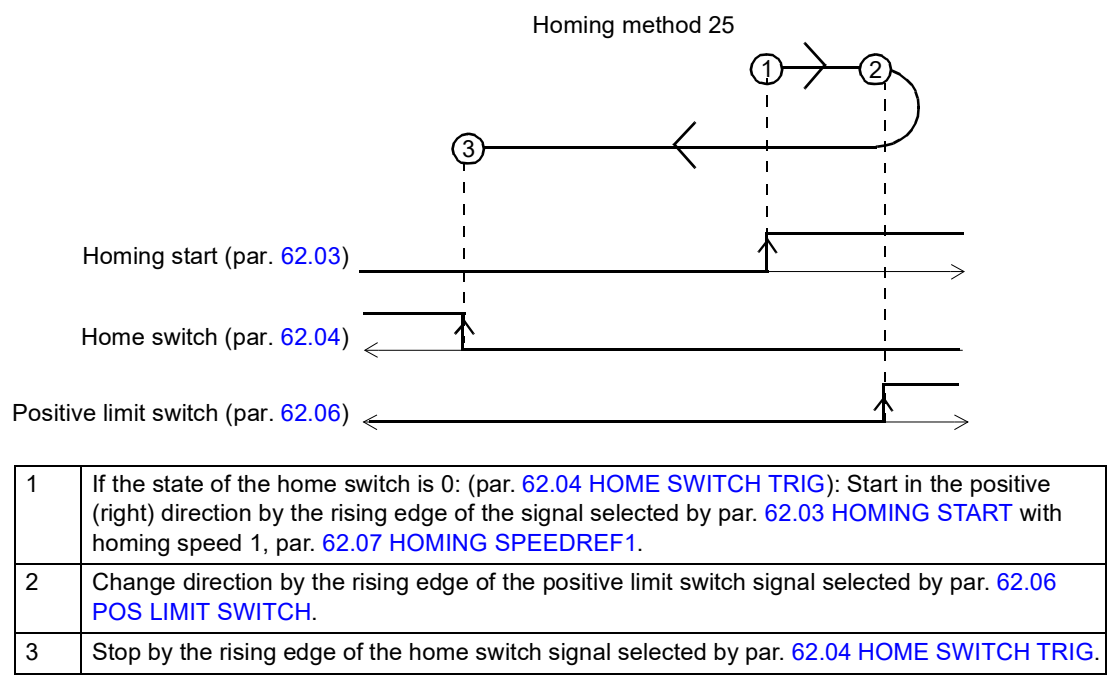 Homing method 25
1
2
3
Homing start (par. 62.03)
Home switch (par. 62.04)
Positive limit switch (par. 62.06)
1
If the state of the home switch is 0: (par. 62.04 HOME SWITCH TRIG): Start in the positive
(right) direction by the rising edge of the signal selected by par. 62.03 HOMING START with
homing speed 1, par. 62.07 HOMING SPEEDREF1.
2
Change direction by the rising edge of the positive limit switch signal selected by par. 62.06
POS LIMIT SWITCH.
3
Stop by the rising edge of the home switch signal selected by par. 62.04 HOME SWITCH TRIG.